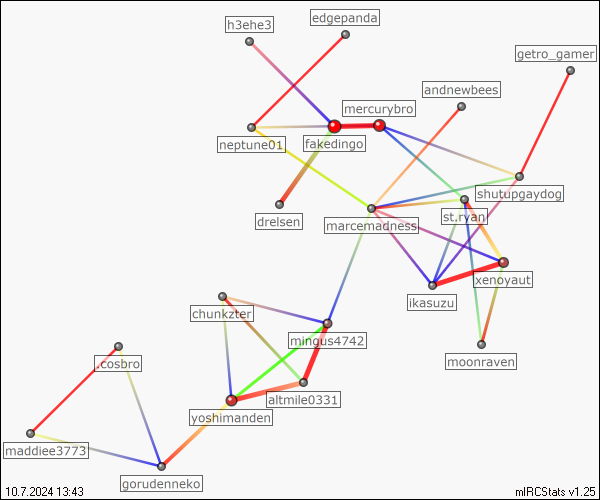 edgepanda
h3ehe3
getro_gamer
andnewbees
mercurybro
neptune01
fakedingo
shutupgaydog
st,ryan
drelsen
marcemadness
xenoyaut
ikasuzu
chunkzter
mingus4742
moonraven
.cosbro
altmile0331
yoshimanden
maddiee3773
gorudenneko
10.7.2024 13:43
mIRCStats v1.25